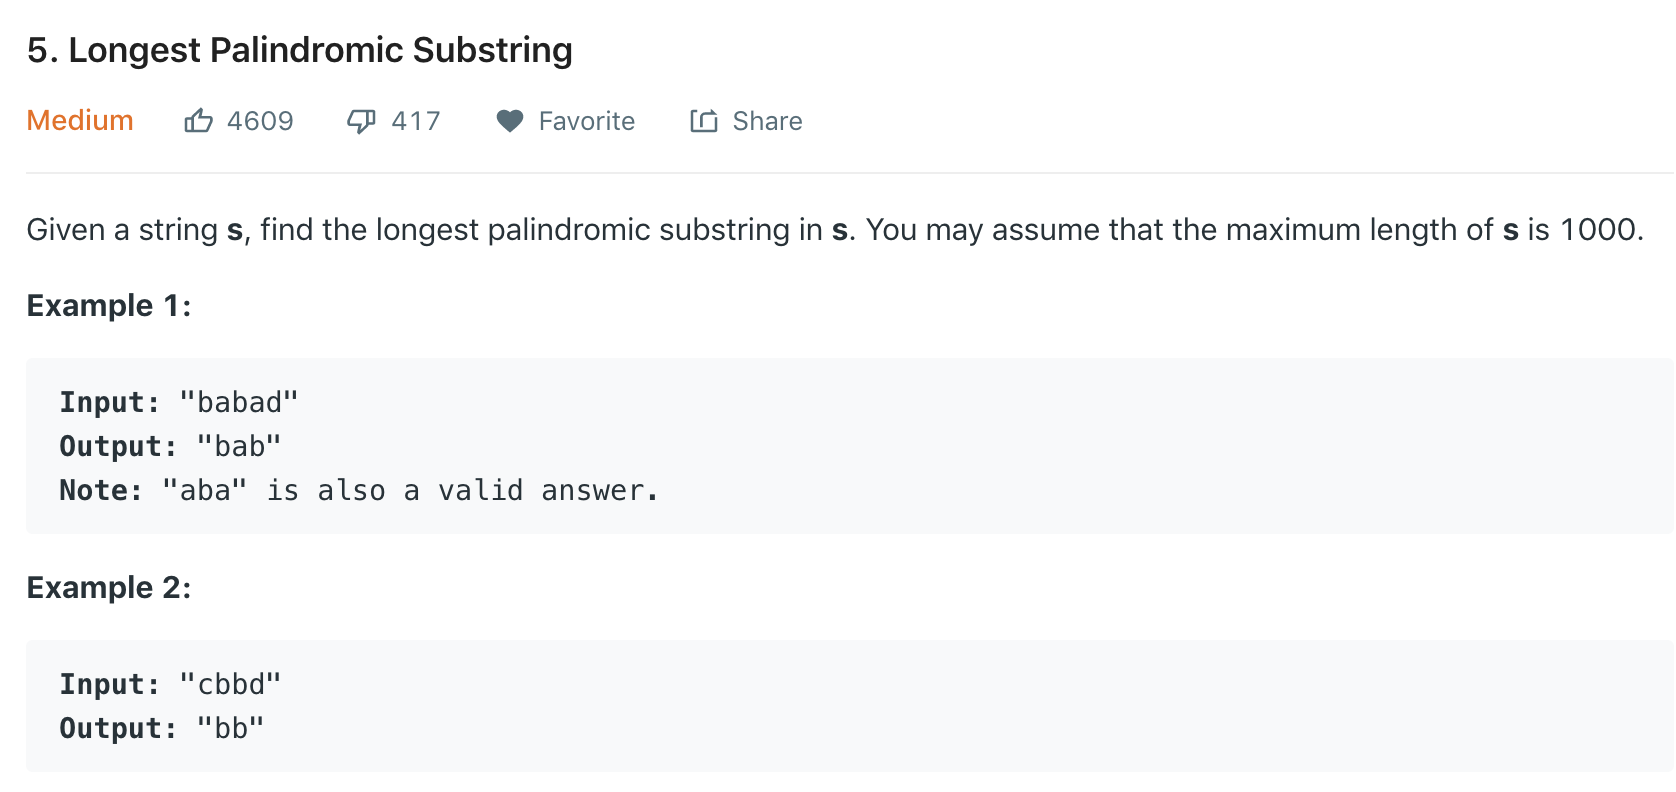 5. Longest Palindromic Substring
Medium 4609 417 Favorite Share
Given a string s, find the longest palindromic substring in s. You may assume that the maximum length of s is 1000.
Example 1:
Input: "babad"
Output: "bab"
Note: "aba" is also a valid answer.
Example 2:
Input: "cbbd"
Output: "bb"